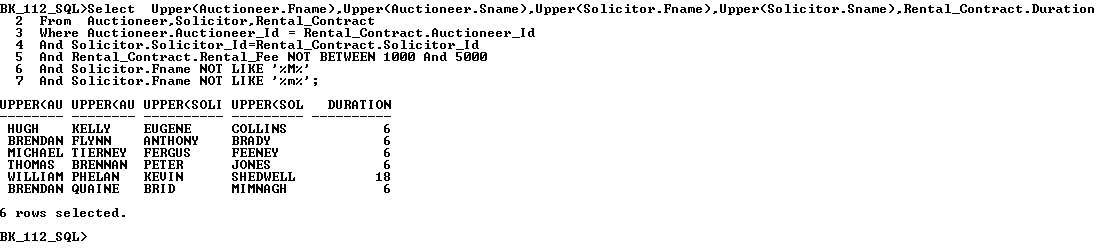 BK_112_SQL>Select  Upper(Auctioneer.Fname),Upper(Auctioneer.Sname),Upper(Solicitor.Fname),Upper(Solicitor.Sname),Rental_Contract.Duration
  2  From  Auctioneer,Solicitor,Rental_Contract
  3  Where Auctioneer.Auctioneer_Id = Rental_Contract.Auctioneer_Id
  4  And Solicitor.Solicitor_Id=Rental_Contract.Solicitor_Id
  5  And Rental_Contract.Rental_Fee NOT BETWEEN 1000 And 5000
  6  And Solicitor.Fname NOT LIKE '%M%'
  7  And Solicitor.Fname NOT LIKE '%m%';
UPPER(AU UPPER(AU UPPER(SOLI UPPER(SOL   DURATION
-------- -------- ---------- --------- ----------
HUGH     KELLY    EUGENE     COLLINS            6
BRENDAN  FLYNN    ANTHONY    BRADY              6
MICHAEL  TIERNEY  FERGUS     FEENEY             6
THOMAS   BRENNAN  PETER      JONES              6
WILLIAM  PHELAN   KEVIN      SHEDWELL          18
BRENDAN  QUAINE   BRID       MIMNAGH            6
6 rows selected.
BK_112_SQL>